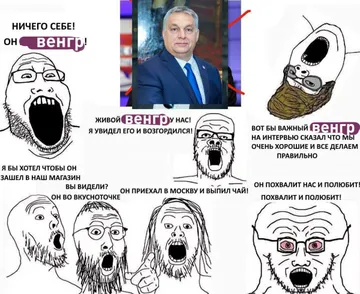 НИЧЕГО СЕБЕ!
ОН венгр!
Я БЫ ХОТЕЛ ЧТОБЫ ОН
ЗАШЕЛ В НАШ МАГАЗИН
ЖИВОЙ венгр У НАС!
Я УВИДЕЛ ЕГО И ВОЗГОРДИЛСЯ!
ВОТ БЫ ВАЖНЫЙ венгр
НА ИНТЕРВЬЮ СКАЗАЛ ЧТО МЫ
ОЧЕНЬ ХОРОШИЕ И ВСЕ ДЕЛАЕМ
ПРАВИЛЬНО
ВЫ ВИДЕЛИ?
ОН ВО ВКУСНОТОЧКЕ
ОН ПРИЕХАЛ В МОСКВУ И ВЫПИЛ ЧАЙ!
ОН ПОХВАЛИТ НАС И ПОЛЮБИТ!
ПОХВАЛИТ И ПОЛЮБИТ!